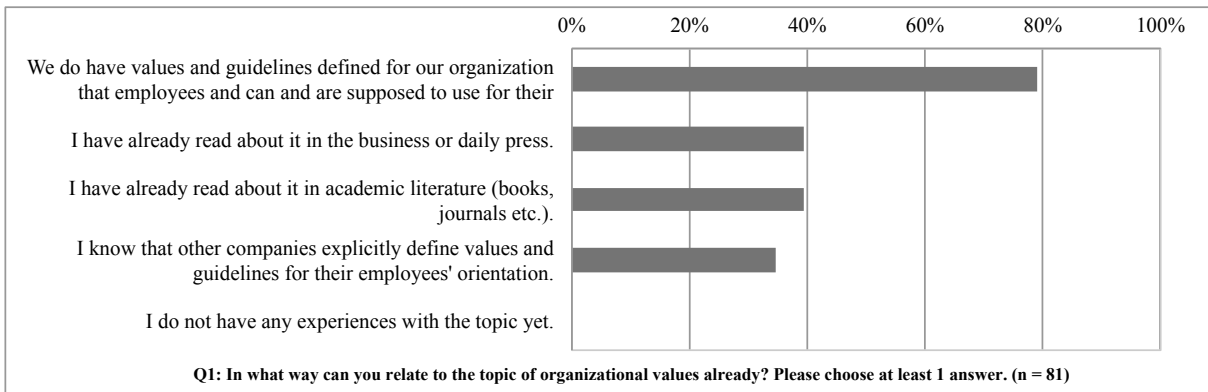 0% 20% 40% 60% 80% 100%
We do have values and guidelines defined for our organization
that employees and can and are supposed to use for their
I have already read about it in the business or daily press.
I have already read about it in academic literature (books,
journals etc.).
I know that other companies explicitly define values and
guidelines for their employees' orientation.
I do not have any experiences with the topic yet.
Q1: In what way can you relate to the topic of organizational values already? Please choose at least 1 answer. (n = 81)